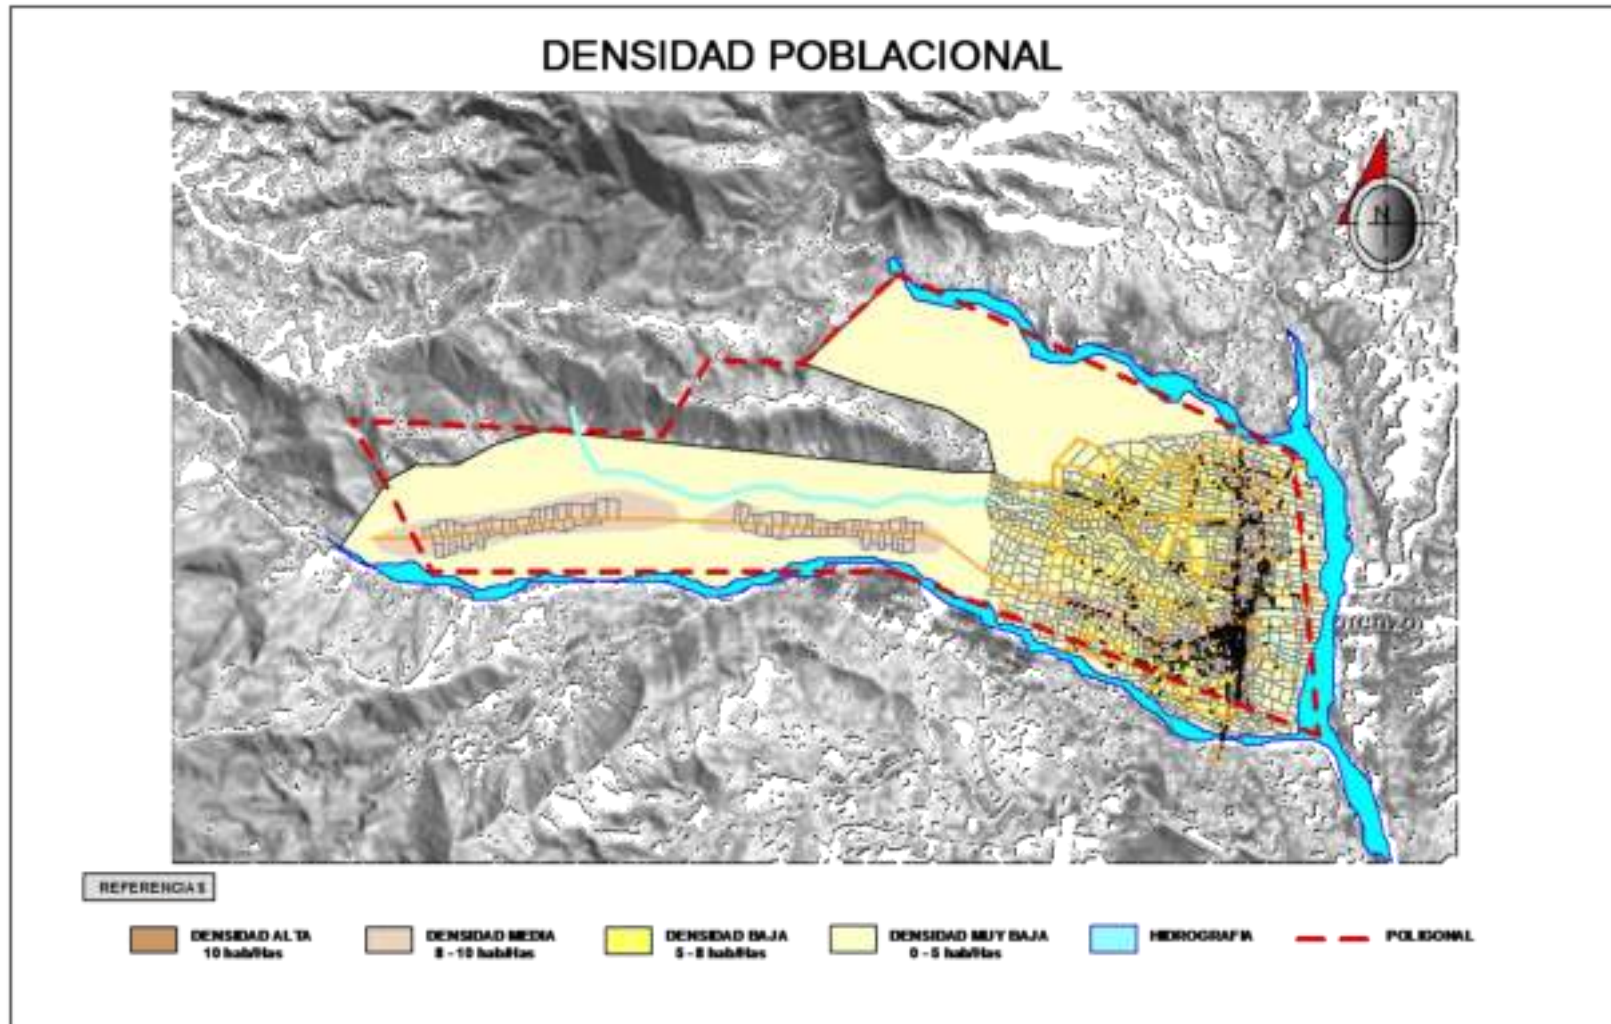 DENSIDAD POBLACIONAL
N
REFERENCIAS
DENSIDAD ALTA
10 hab/Has
DENSIDAD MEDIA
8 - 10 hab/Has
DENSIDAD BAJA
5 - 8 hab/Has
DENSIDAD MUY BAJA
0 - 5 hab/Has
HIDROGRAFIA
POLIGONAL